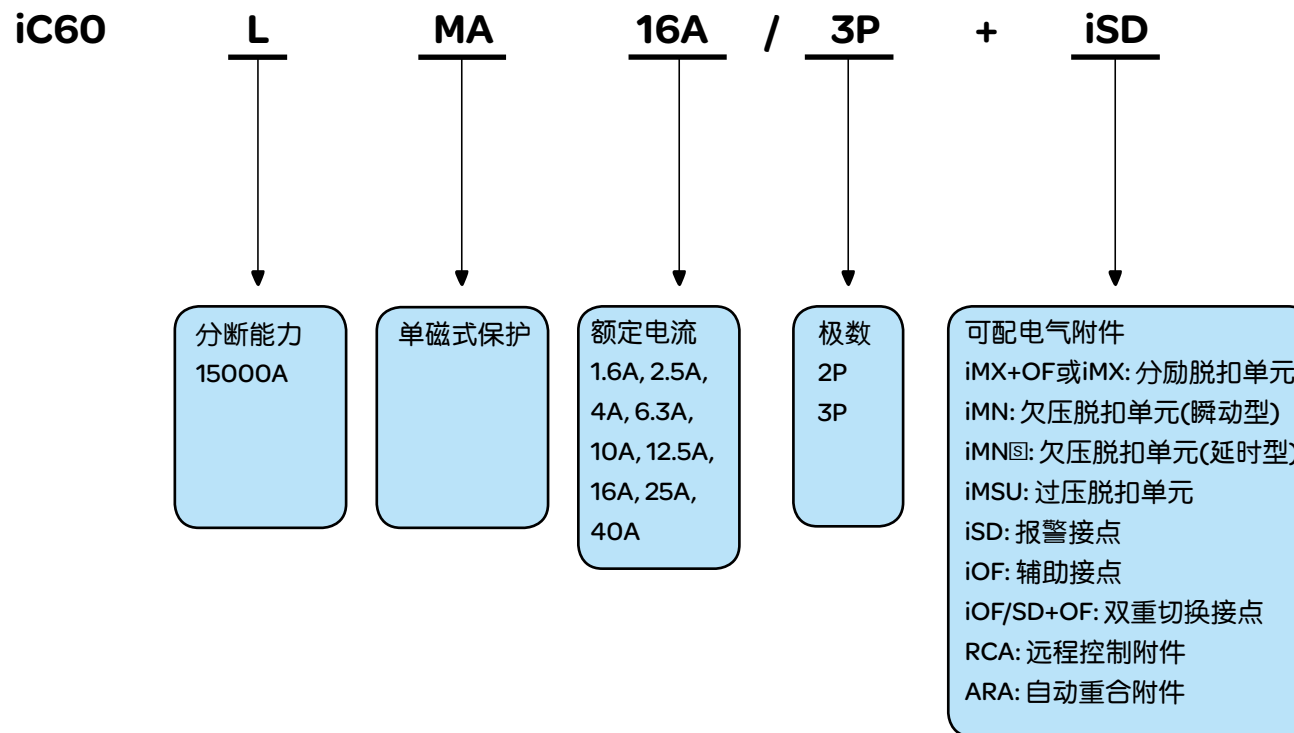 iC60 L MA 16A / 3P + iSD
分断能力
15000A
单磁式保护
额定电流
1.6A, 2.5A,
4A, 6.3A,
10A, 12.5A,
16A, 25A,
40A
极数
2P
3P
可配电气附件
iMX+OF或iMX: 分励脱扣单元
iMN: 欠压脱扣单元(瞬动型)
iMN🅂: 欠压脱扣单元(延时型)
iMSU: 过压脱扣单元
iSD: 报警接点
iOF: 辅助接点
iOF/SD+OF: 双重切换接点
RCA: 远程控制附件
ARA: 自动重合附件